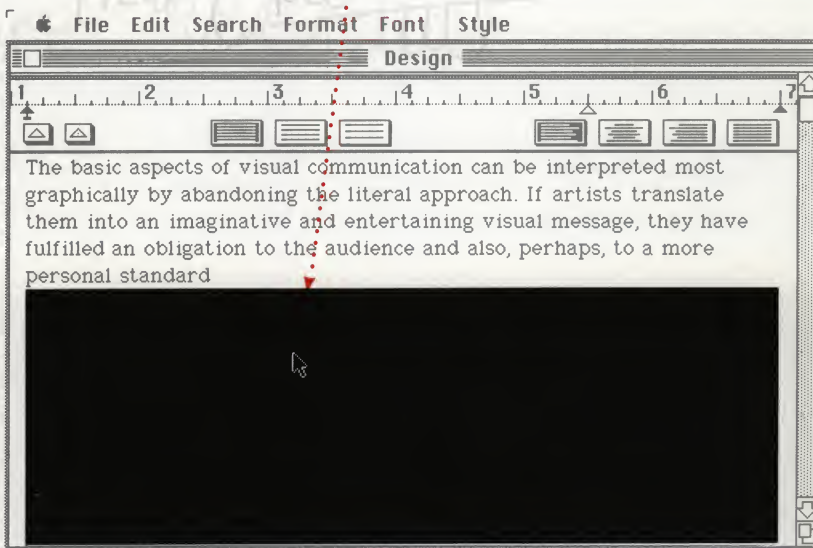 File Edit Search Format Font Style
Design
1 2 3 4 5 6 7
The basic aspects of visual communication can be interpreted most
graphically by abandoning the literal approach. If artists translate
them into an imaginative and entertaining visual message, they have
fulfilled an obligation to the audience and also, perhaps, to a more
personal standard